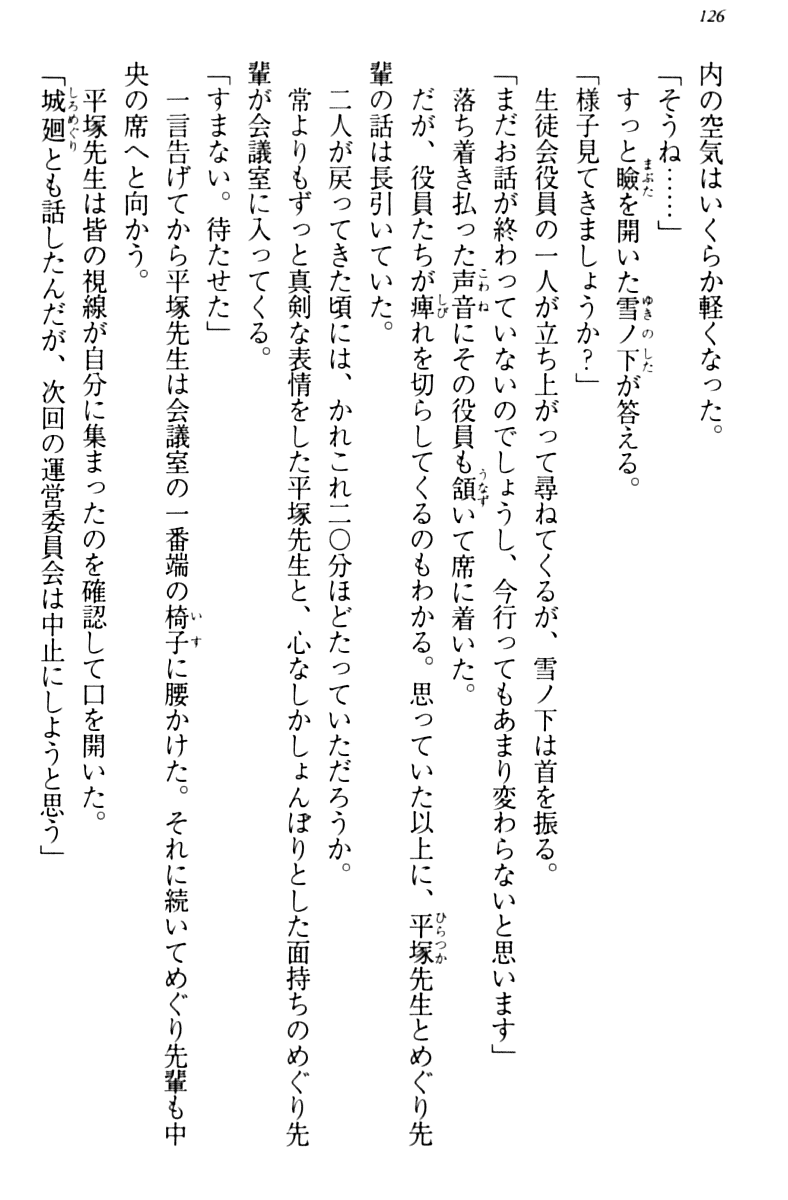 126
内の空気はいくらか軽くなった。
「そうね……」
すっと瞼を開いた雪ノ下が答える。
「様子見てきましょうか?」
生徒会役員の一人が立ち上がって尋ねてくるが、雪ノ下は首を振る。
「まだお話が終わっていないのでしょうし、今行ってもあまり変わらないと思います」
落ち着き払った声音にその役員も頷いて席に着いた。
だが、役員たちが痺れを切らしてくるのもわかる。思っていた以上に、平塚先生とめぐり先
輩の話は長引いていた。
二人が戻ってきた頃には、かれこれ二〇分ほどたっていただろうか。
常よりもずっと真剣な表情をした平塚先生と、心なしかしょんぼりとした面持ちのめぐり先
輩が会議室に入ってくる。
「すまない。待たせた」
一言告げてから平塚先生は会議室の一番端の椅子に腰かけた。それに続いてめぐり先輩も中
央の席へと向かう。
平塚先生は皆の視線が自分に集まったのを確認して口を開いた。
「城廻とも話したんだが、次回の運営委員会は中止にしようと思う」